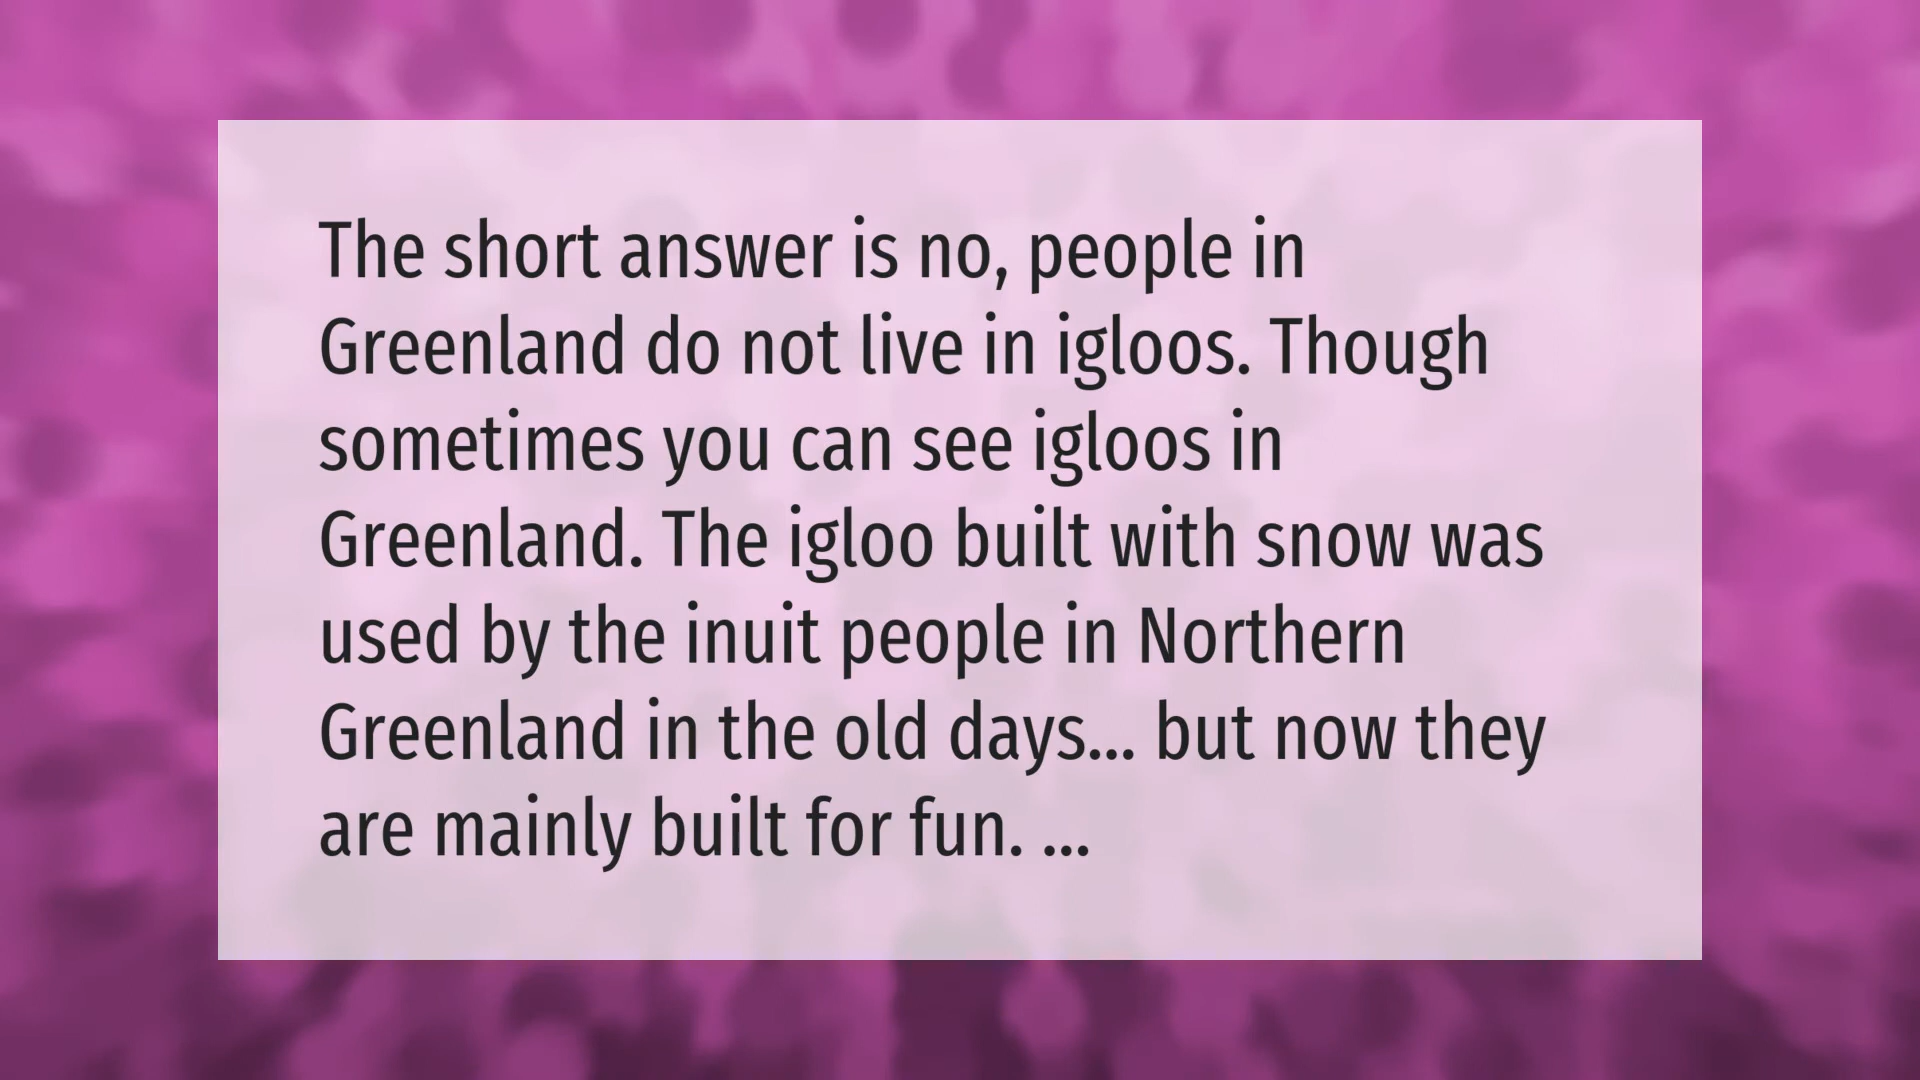 The short answer is no, people in
Greenland do not live in igloos. Though
sometimes you can see igloos in
Greenland. The igloo built with snow was
used by the inuit people in Northern
Greenland in the old days... but now they
are mainly built for fun. ...